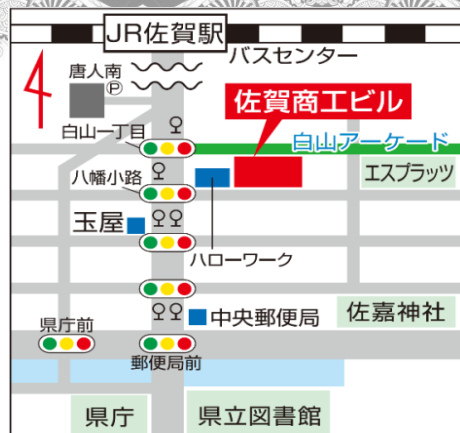 JR佐賀駅
バスセンター
唐人南
P
佐賀商工ビル
白山一丁目
白山アーケード
八幡小路
エスプラッツ
玉屋
ハローワーク
中央郵便局
佐嘉神社
県庁前
郵便局前
県庁
県立図書館